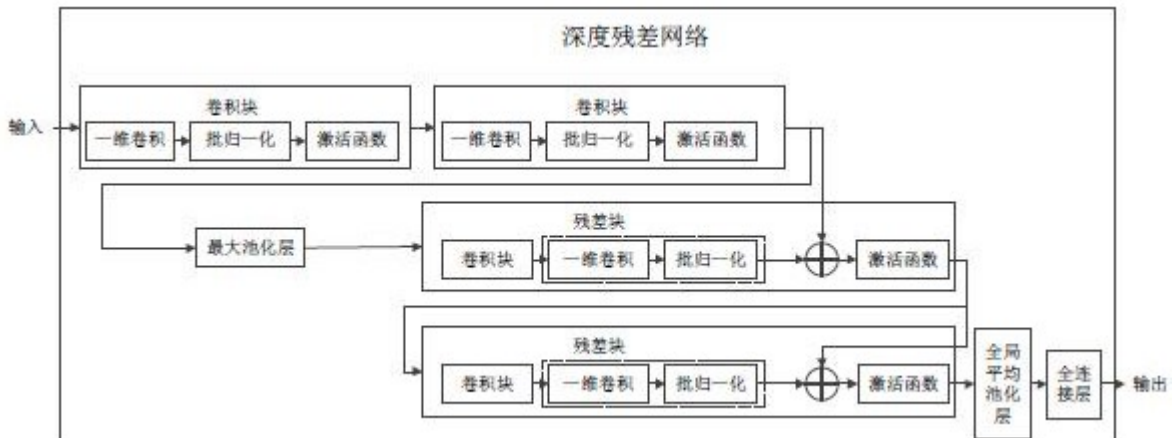 深度残差网络
输入
卷积块
一维卷积
批归一化
激活函数
卷积块
一维卷积
批归一化
激活函数
最大池化层
残差块
卷积块
一维卷积
批归一化
激活函数
残差块
卷积块
一维卷积
批归一化
激活函数
全局
平均
池化
层
全连
接层
输出